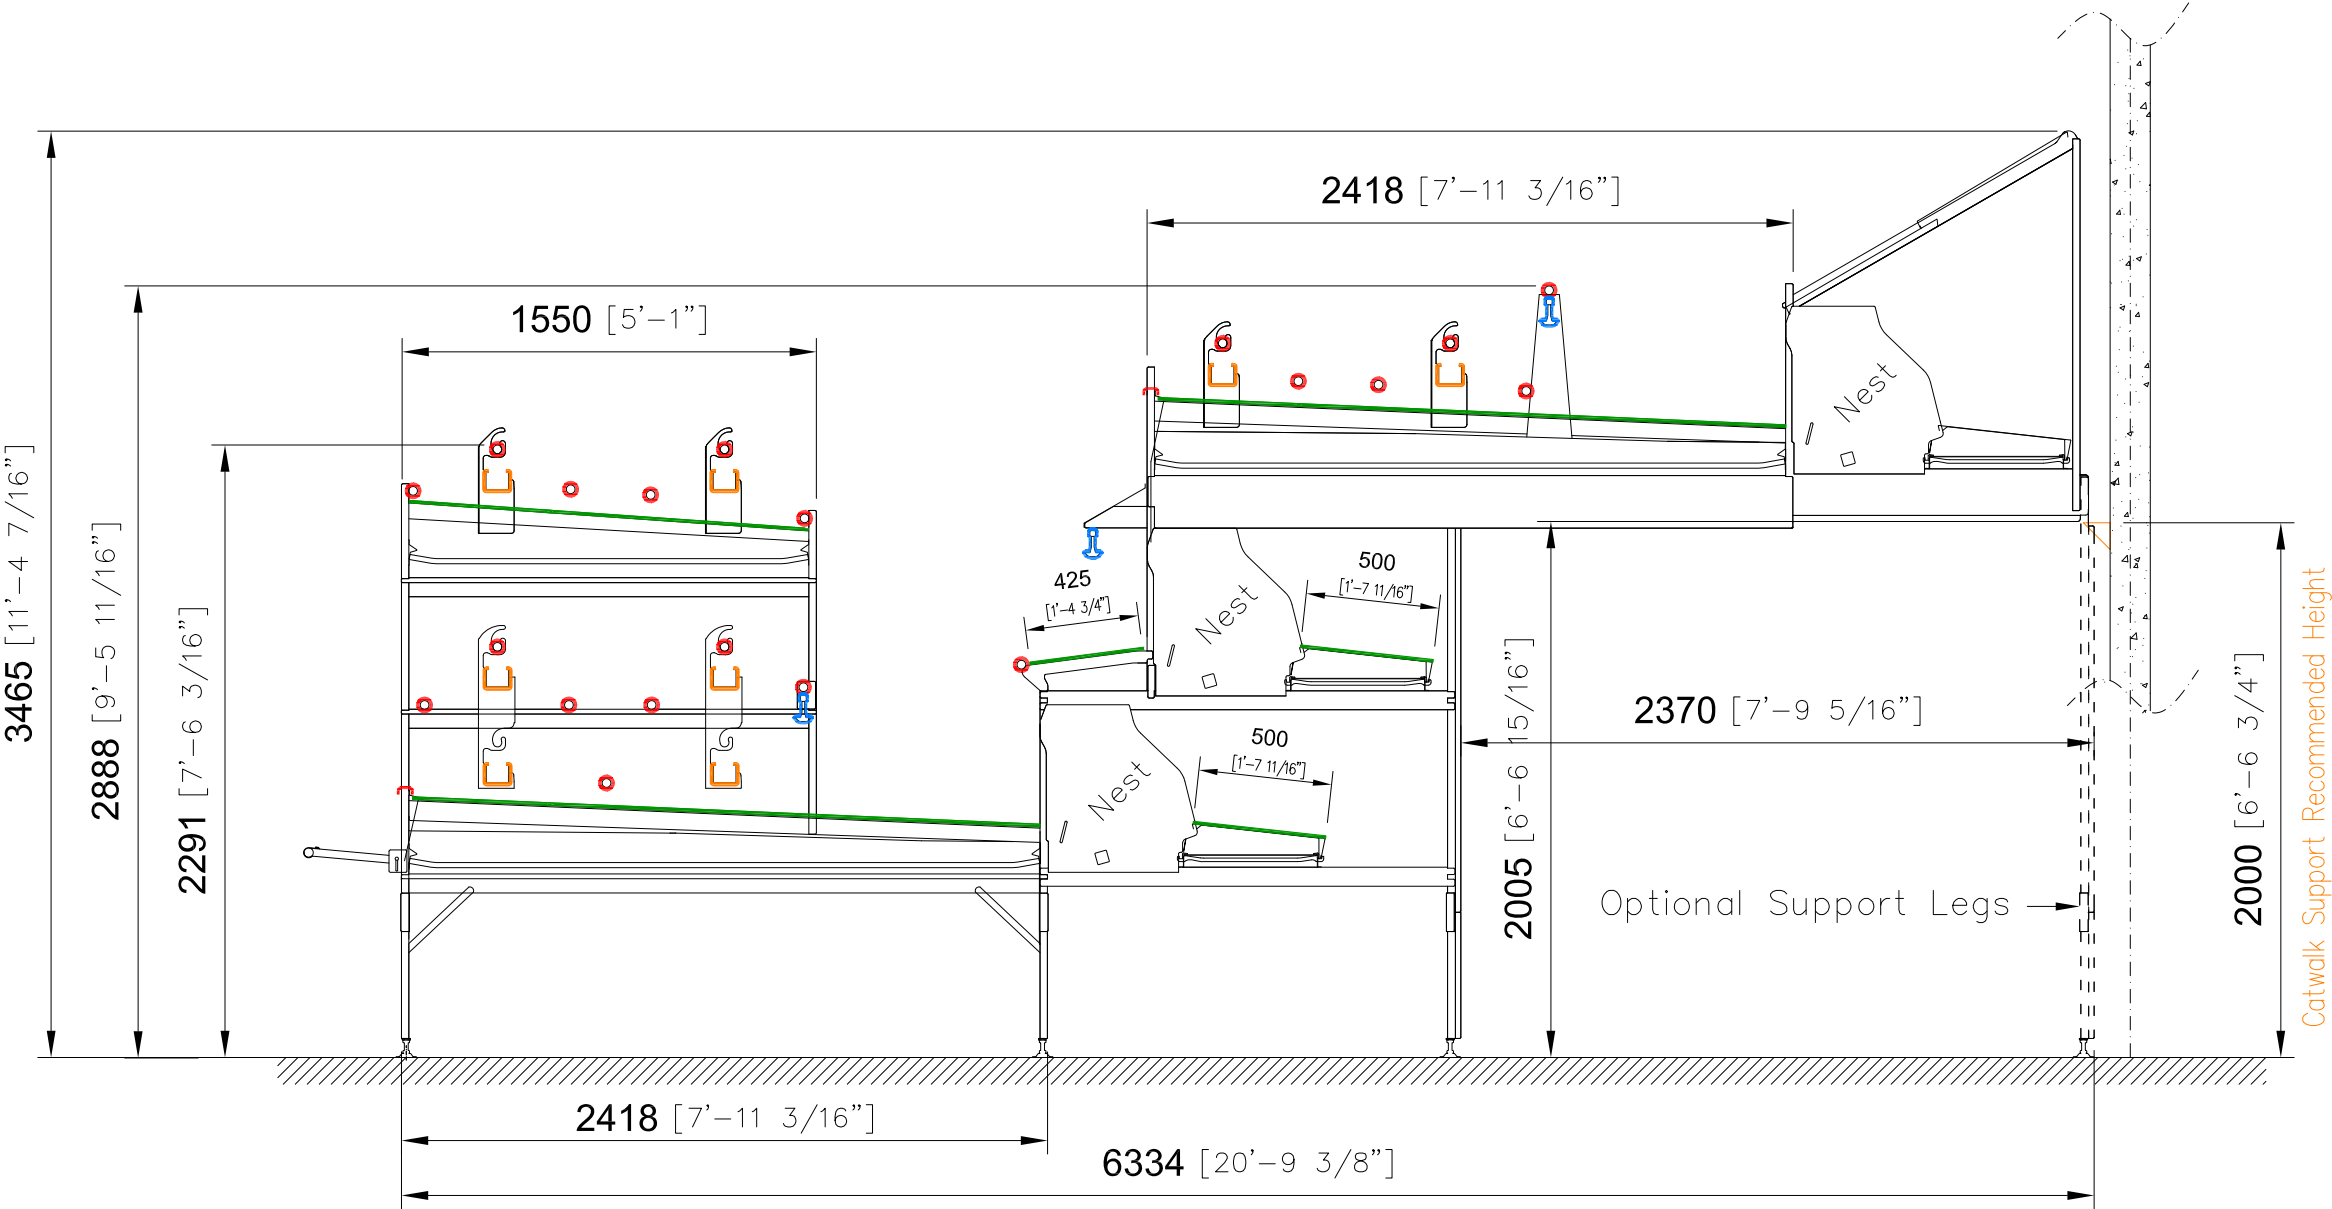 2418 [7'-11 3/16"]
1550 [5'-1"]
3465 [11'-4 7/16"]
2888 [9'-5 11/16"]
2291 [7'-6 3/16"]
Nest
425
[1'-4 3/4"]
500
[1'-7 11/16"]
Nest
2370 [7'-9 5/16"]
500
[1'-7 11/16"]
Nest
2005 [6'-6 15/16"]
Optional Support Legs
2000 [6'-6 3/4"]
Catwalk Support Recommended Height
2418 [7'-11 3/16"]
6334 [20'-9 3/8"]